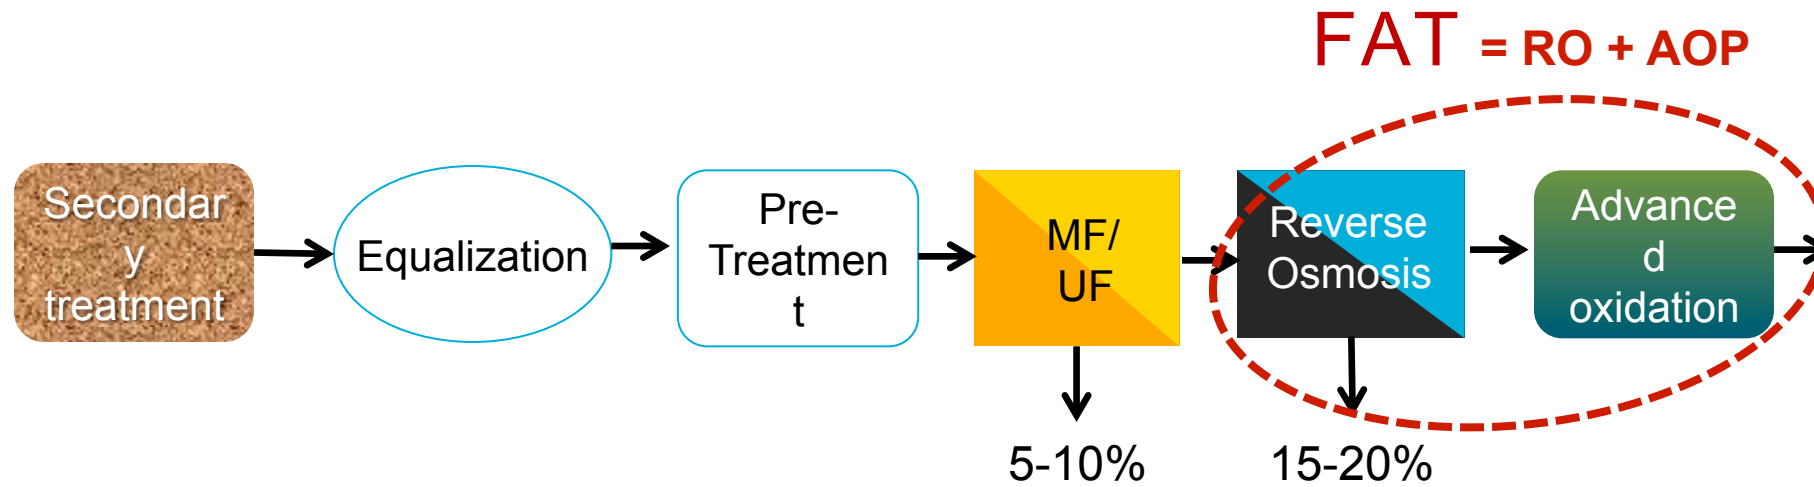 FAT = RO + AOP
Secondar
y
treatment
Equalization
Pre-
Treatmen
t
MF/
UF
Reverse
Osmosis
Advance
d
oxidation
5-10%
15-20%